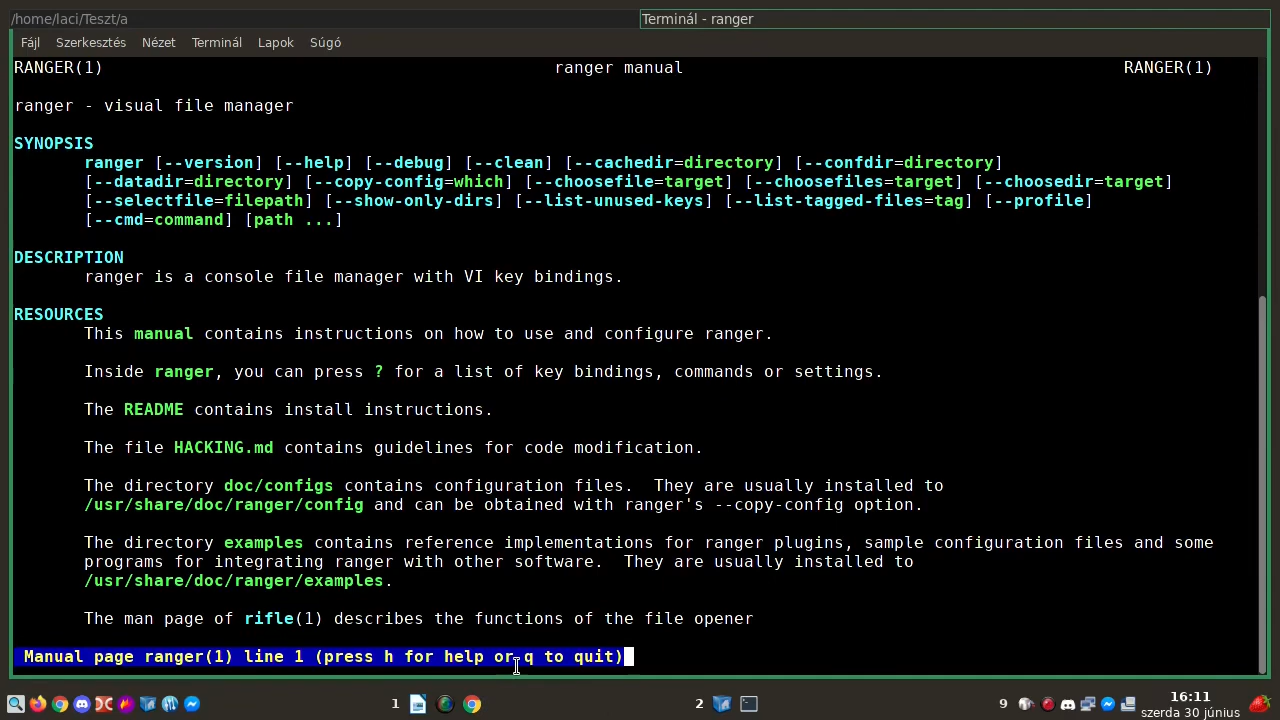 /home/laci/Teszt/a
Terminál - ranger
Fájl Szerkesztés Nézet Terminál Lapok Súgó
RANGER(1) ranger manual RANGER(1)
ranger - visual file manager
SYNOPSIS
ranger [--version] [--help] [--debug] [--clean] [--cachedir=directory] [--confdir=directory]
[--datadir=directory] [--copy-config=which] [--choosefile=target] [--choosefiles=target] [--choosedir=target]
[--selectfile=filepath] [--show-only-dirs] [--list-unused-keys] [--list-tagged-files=tag] [--profile]
[--cmd=command] [path ...]
DESCRIPTION
ranger is a console file manager with VI key bindings.
RESOURCES
This manual contains instructions on how to use and configure ranger.
Inside ranger, you can press ? for a list of key bindings, commands or settings.
The README contains install instructions.
The file HACKING.md contains guidelines for code modification.
The directory doc/configs contains configuration files.  They are usually installed to
/usr/share/doc/ranger/config and can be obtained with ranger's --copy-config option.
The directory examples contains reference implementations for ranger plugins, sample configuration files and some
programs for integrating ranger with other software.  They are usually installed to
/usr/share/doc/ranger/examples.
The man page of rifle(1) describes the functions of the file opener
Manual page ranger(1) line 1 (press h for help or q to quit)
1 2 9 16:11
szerda 30 június